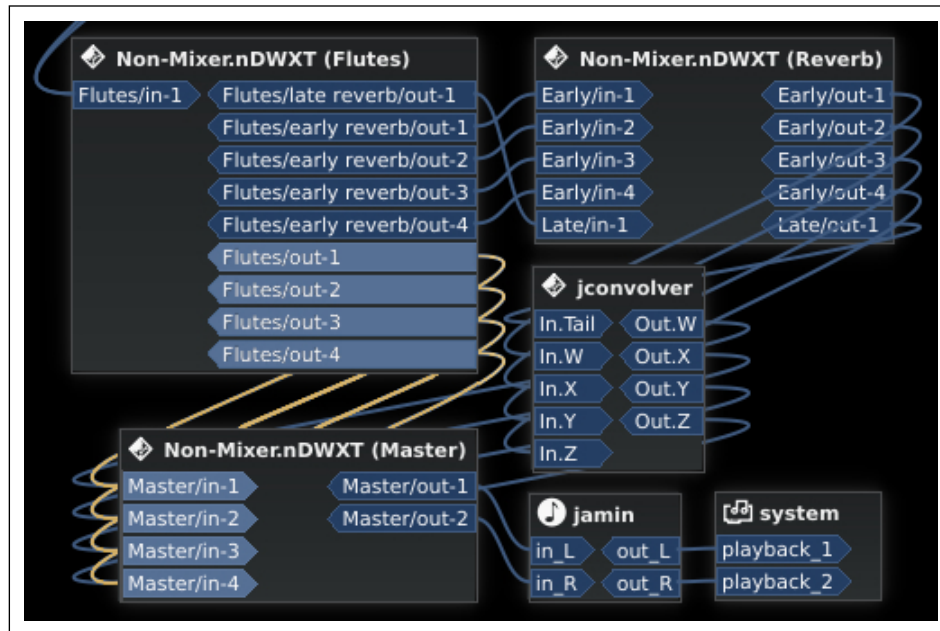 Non-Mixer.nDWXT (Flutes)
Flutes/in-1
Flutes/late reverb/out-1
Flutes/early reverb/out-1
Flutes/early reverb/out-2
Flutes/early reverb/out-3
Flutes/early reverb/out-4
Flutes/out-1
Flutes/out-2
Flutes/out-3
Flutes/out-4
Non-Mixer.nDWXT (Reverb)
Early/in-1 Early/out-1
Early/in-2 Early/out-2
Early/in-3 Early/out-3
Early/in-4 Early/out-4
Late/in-1 Late/out-1
jconvolver
In.Tail Out.W
In.W Out.X
In.X Out.Y
In.Y Out.Z
In.Z
Non-Mixer.nDWXT (Master)
Master/in-1 Master/out-1
Master/in-2 Master/out-2
Master/in-3
Master/in-4
jamin
in_L out_L
in_R out_R
system
playback_1
playback_2